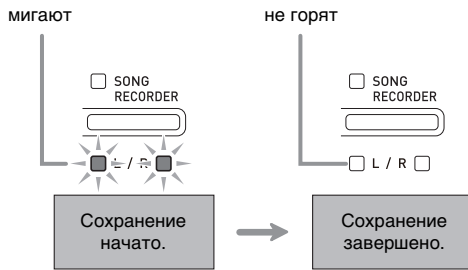 мигают
не горят
SONG
RECORDER
SONG
RECORDER
L / R
L / R
Сохранение
начато.
Сохранение
завершено.